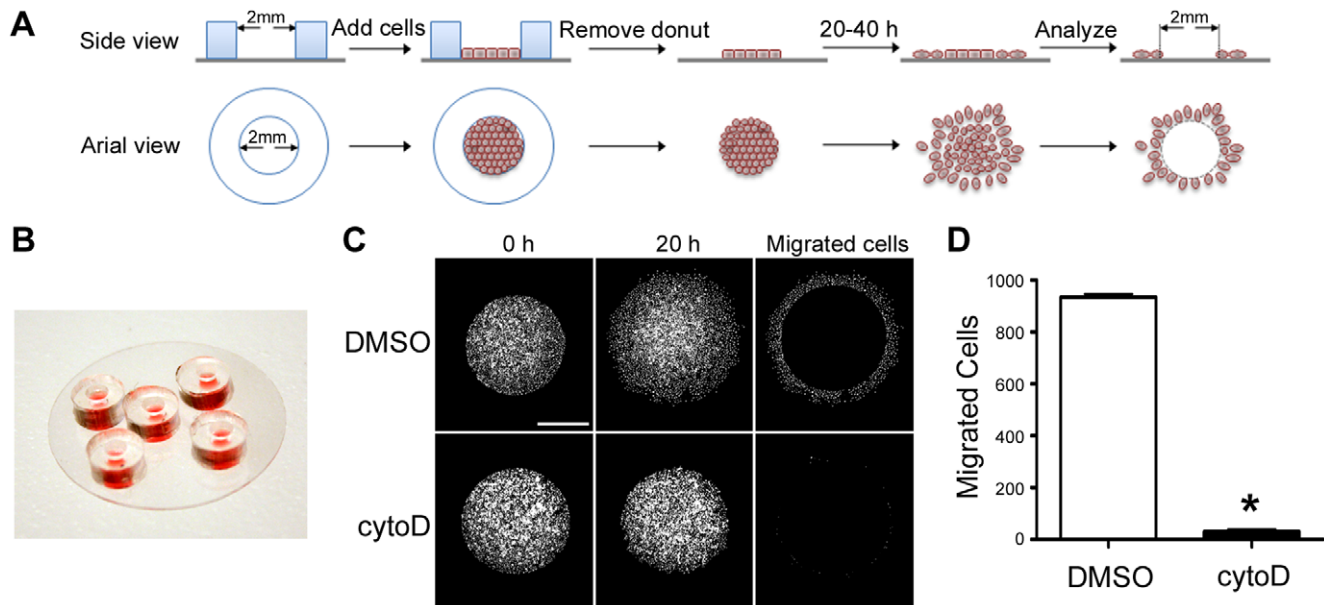 A
Side view
2mm
Add cells
Remove donut
20-40 h
Analyze
2mm
Arial view
2mm
B
C
0 h
20 h
Migrated cells
DMSO
cytoD
D
Migrated Cells
1000
800
600
400
200
0
*
DMSO
cytoD